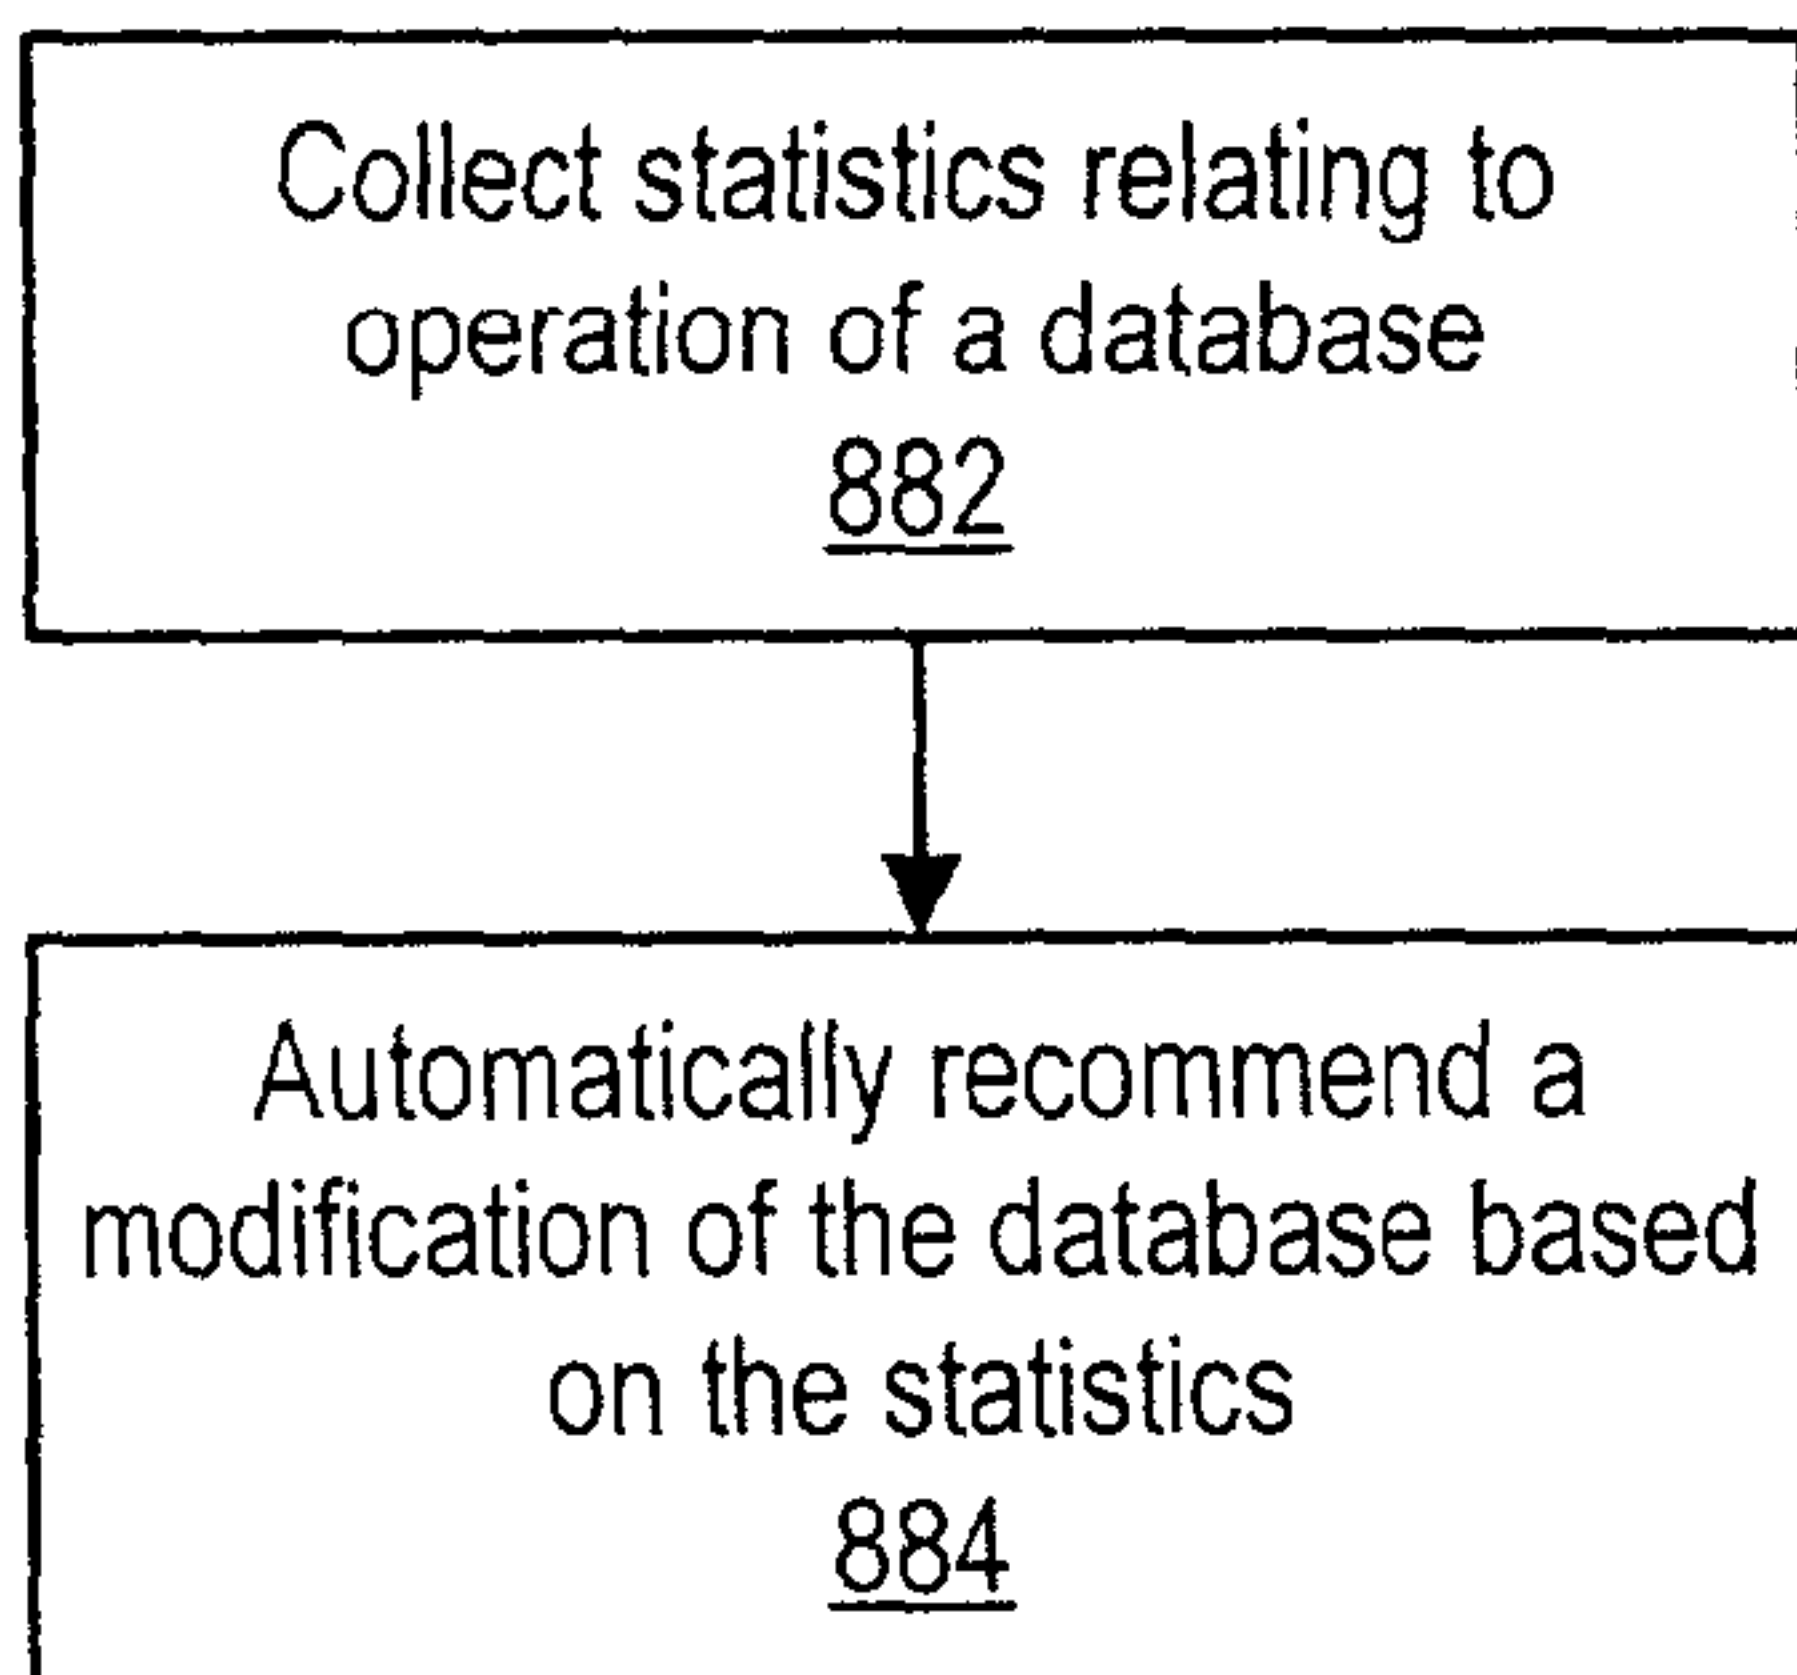 Collect statistics relating to
operation of a database
882
Automatically recommend a
modification of the database based
on the statistics
884